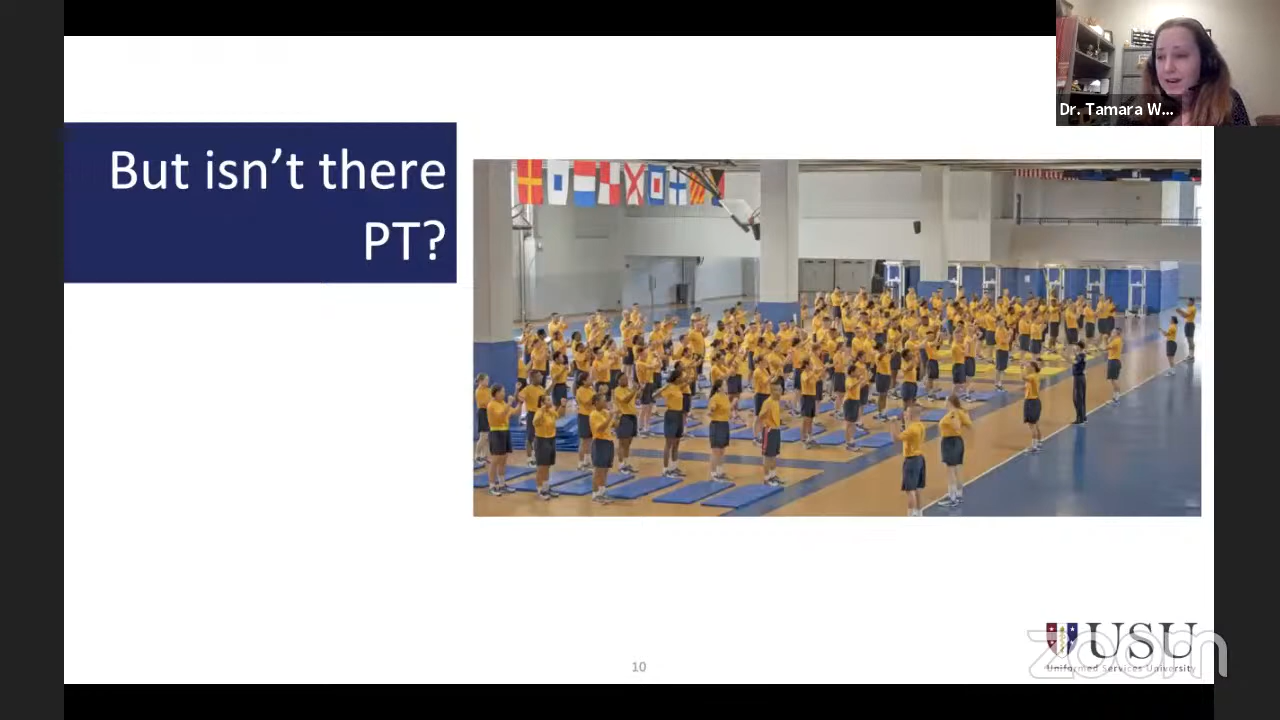 Dr. Tamara W...
But isn't there
PT?
10
USU
Uniformed Services University
zoom